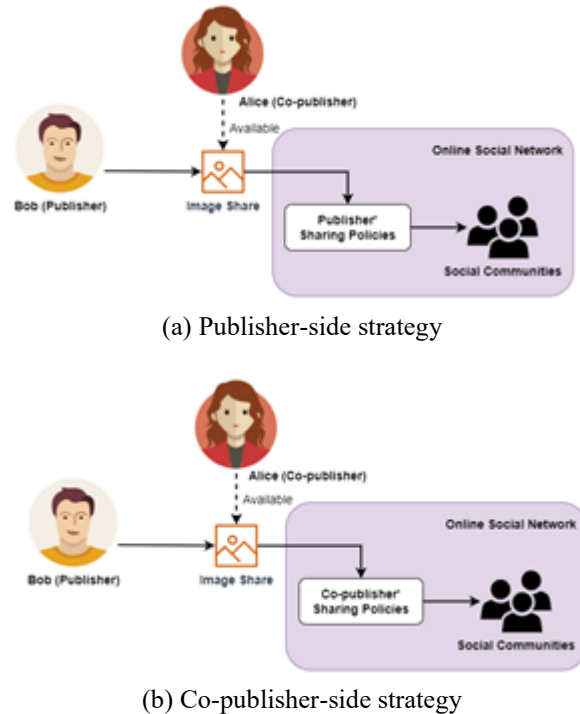 Alice (Co-publisher)
Available
Online Social Network
Bob (Publisher)
Image Share
Publisher'
Sharing Policies
Social Communities
(a) Publisher-side strategy
Alice (Co-publisher)
Available
Online Social Network
Bob (Publisher)
Image Share
Co-publisher'
Sharing Policies
Social Communities
(b) Co-publisher-side strategy